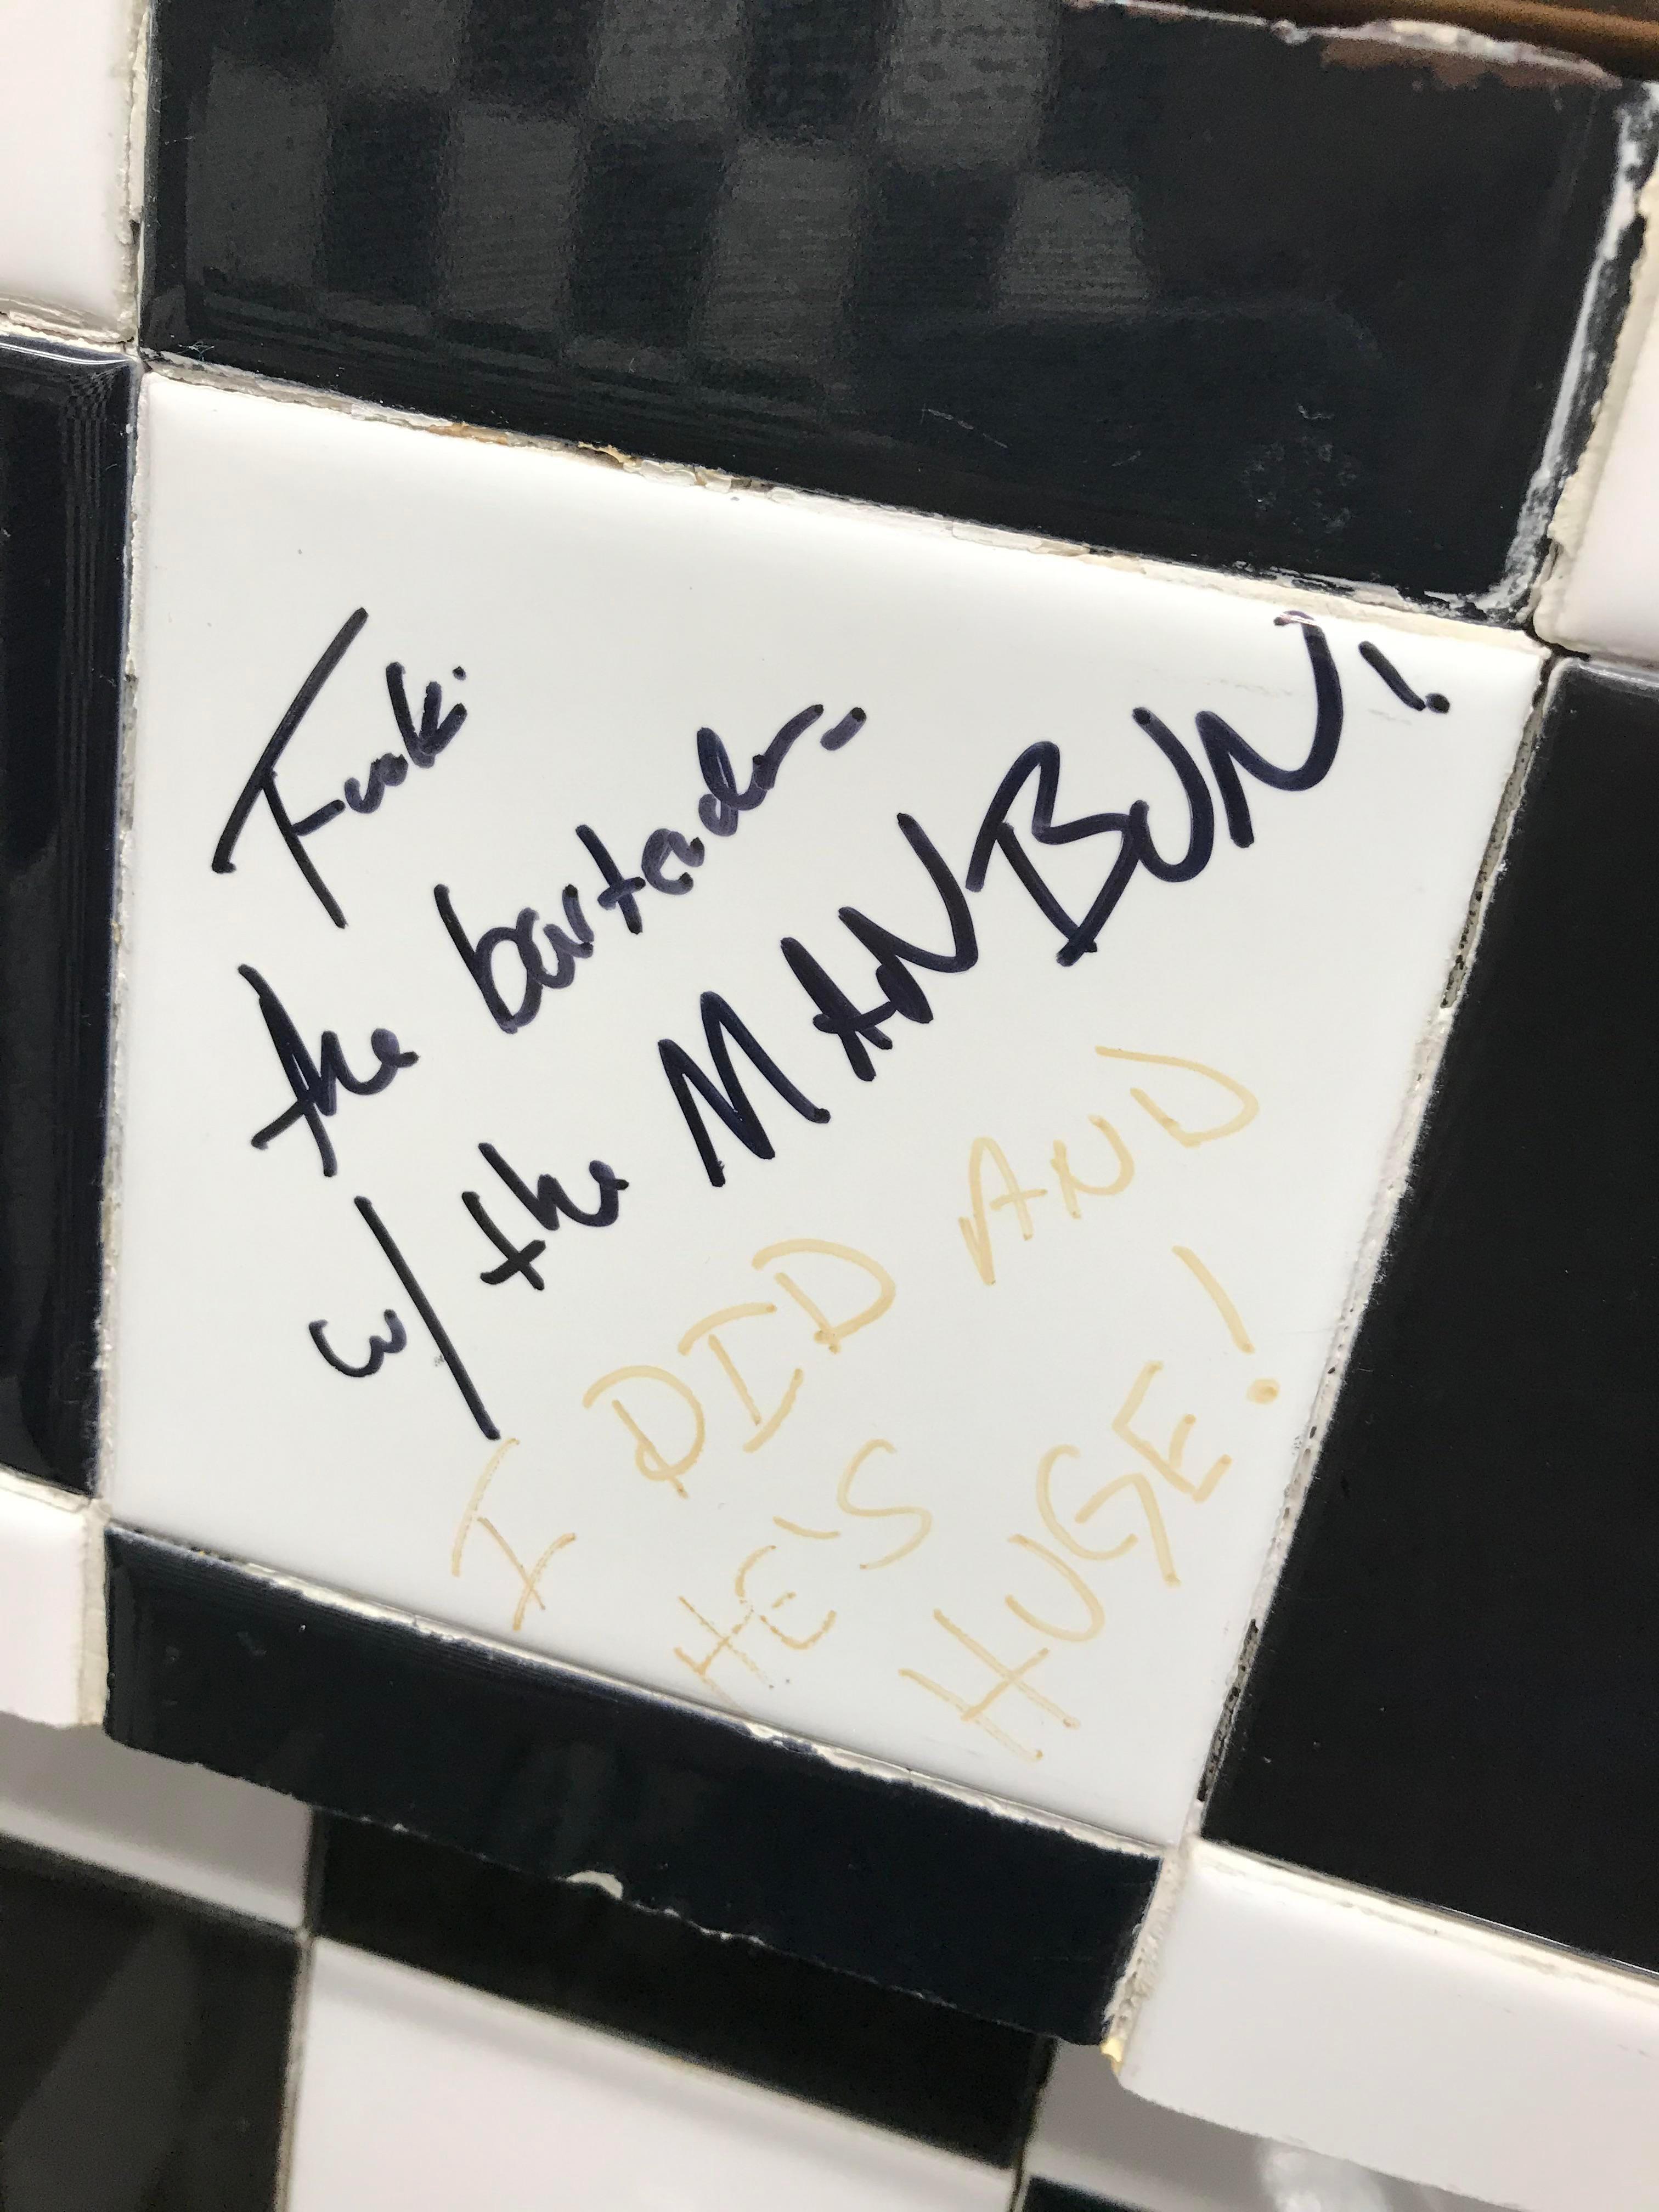 Fuck
the bartender
w/ the MANBUN!
I DID AND
HE'S
HUGE!